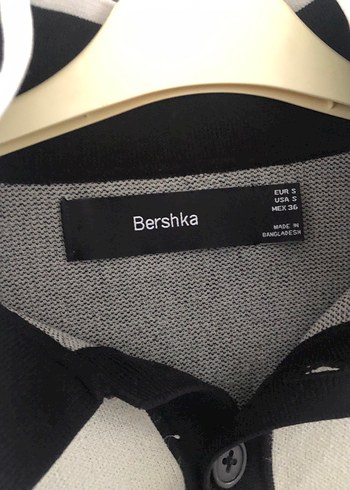 Bershka
EUR S
USA S
MEX 36
MADE IN
BANGLADESH